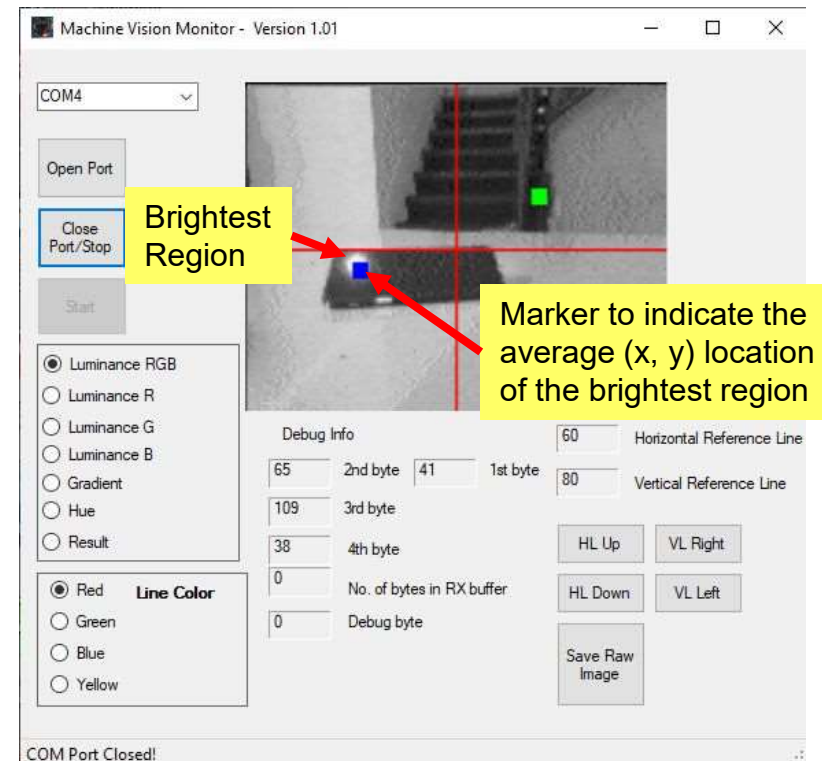 Machine Vision Monitor - Version 1.01
COM4
Open Port
Close
Port/Stop
Start
Brightest
Region
Marker to indicate the
average (x, y) location
of the brightest region
Luminance RGB
Luminance R
Luminance G
Luminance B
Gradient
Hue
Result
Red Line Color
Green
Blue
Yellow
Debug Info
65 2nd byte 41 1st byte
109 3rd byte
38 4th byte
0 No. of bytes in RX buffer
0 Debug byte
60 Horizontal Reference Line
80 Vertical Reference Line
HL Up VL Right
HL Down VL Left
Save Raw
Image
COM Port Closed!